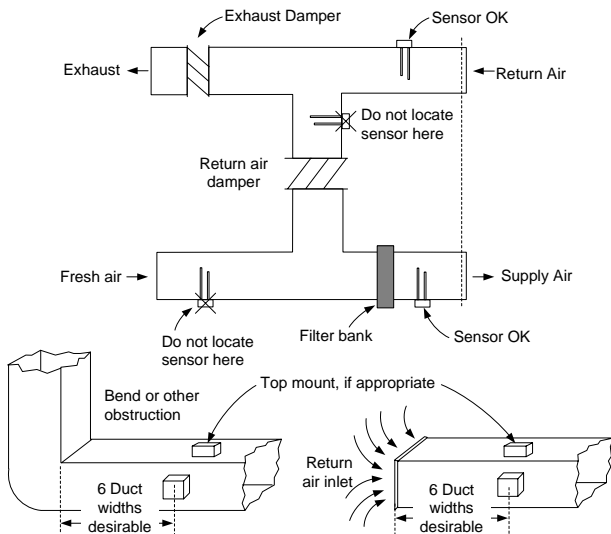 Exhaust Damper
Sensor OK
Exhaust
Return Air
Do not locate
sensor here
Return air
damper
Fresh air
Supply Air
Do not locate
sensor here
Filter bank
Sensor OK
Bend or other
obstruction
Top mount, if appropriate
6 Duct
widths
desirable
Return
air inlet
6 Duct
widths
desirable